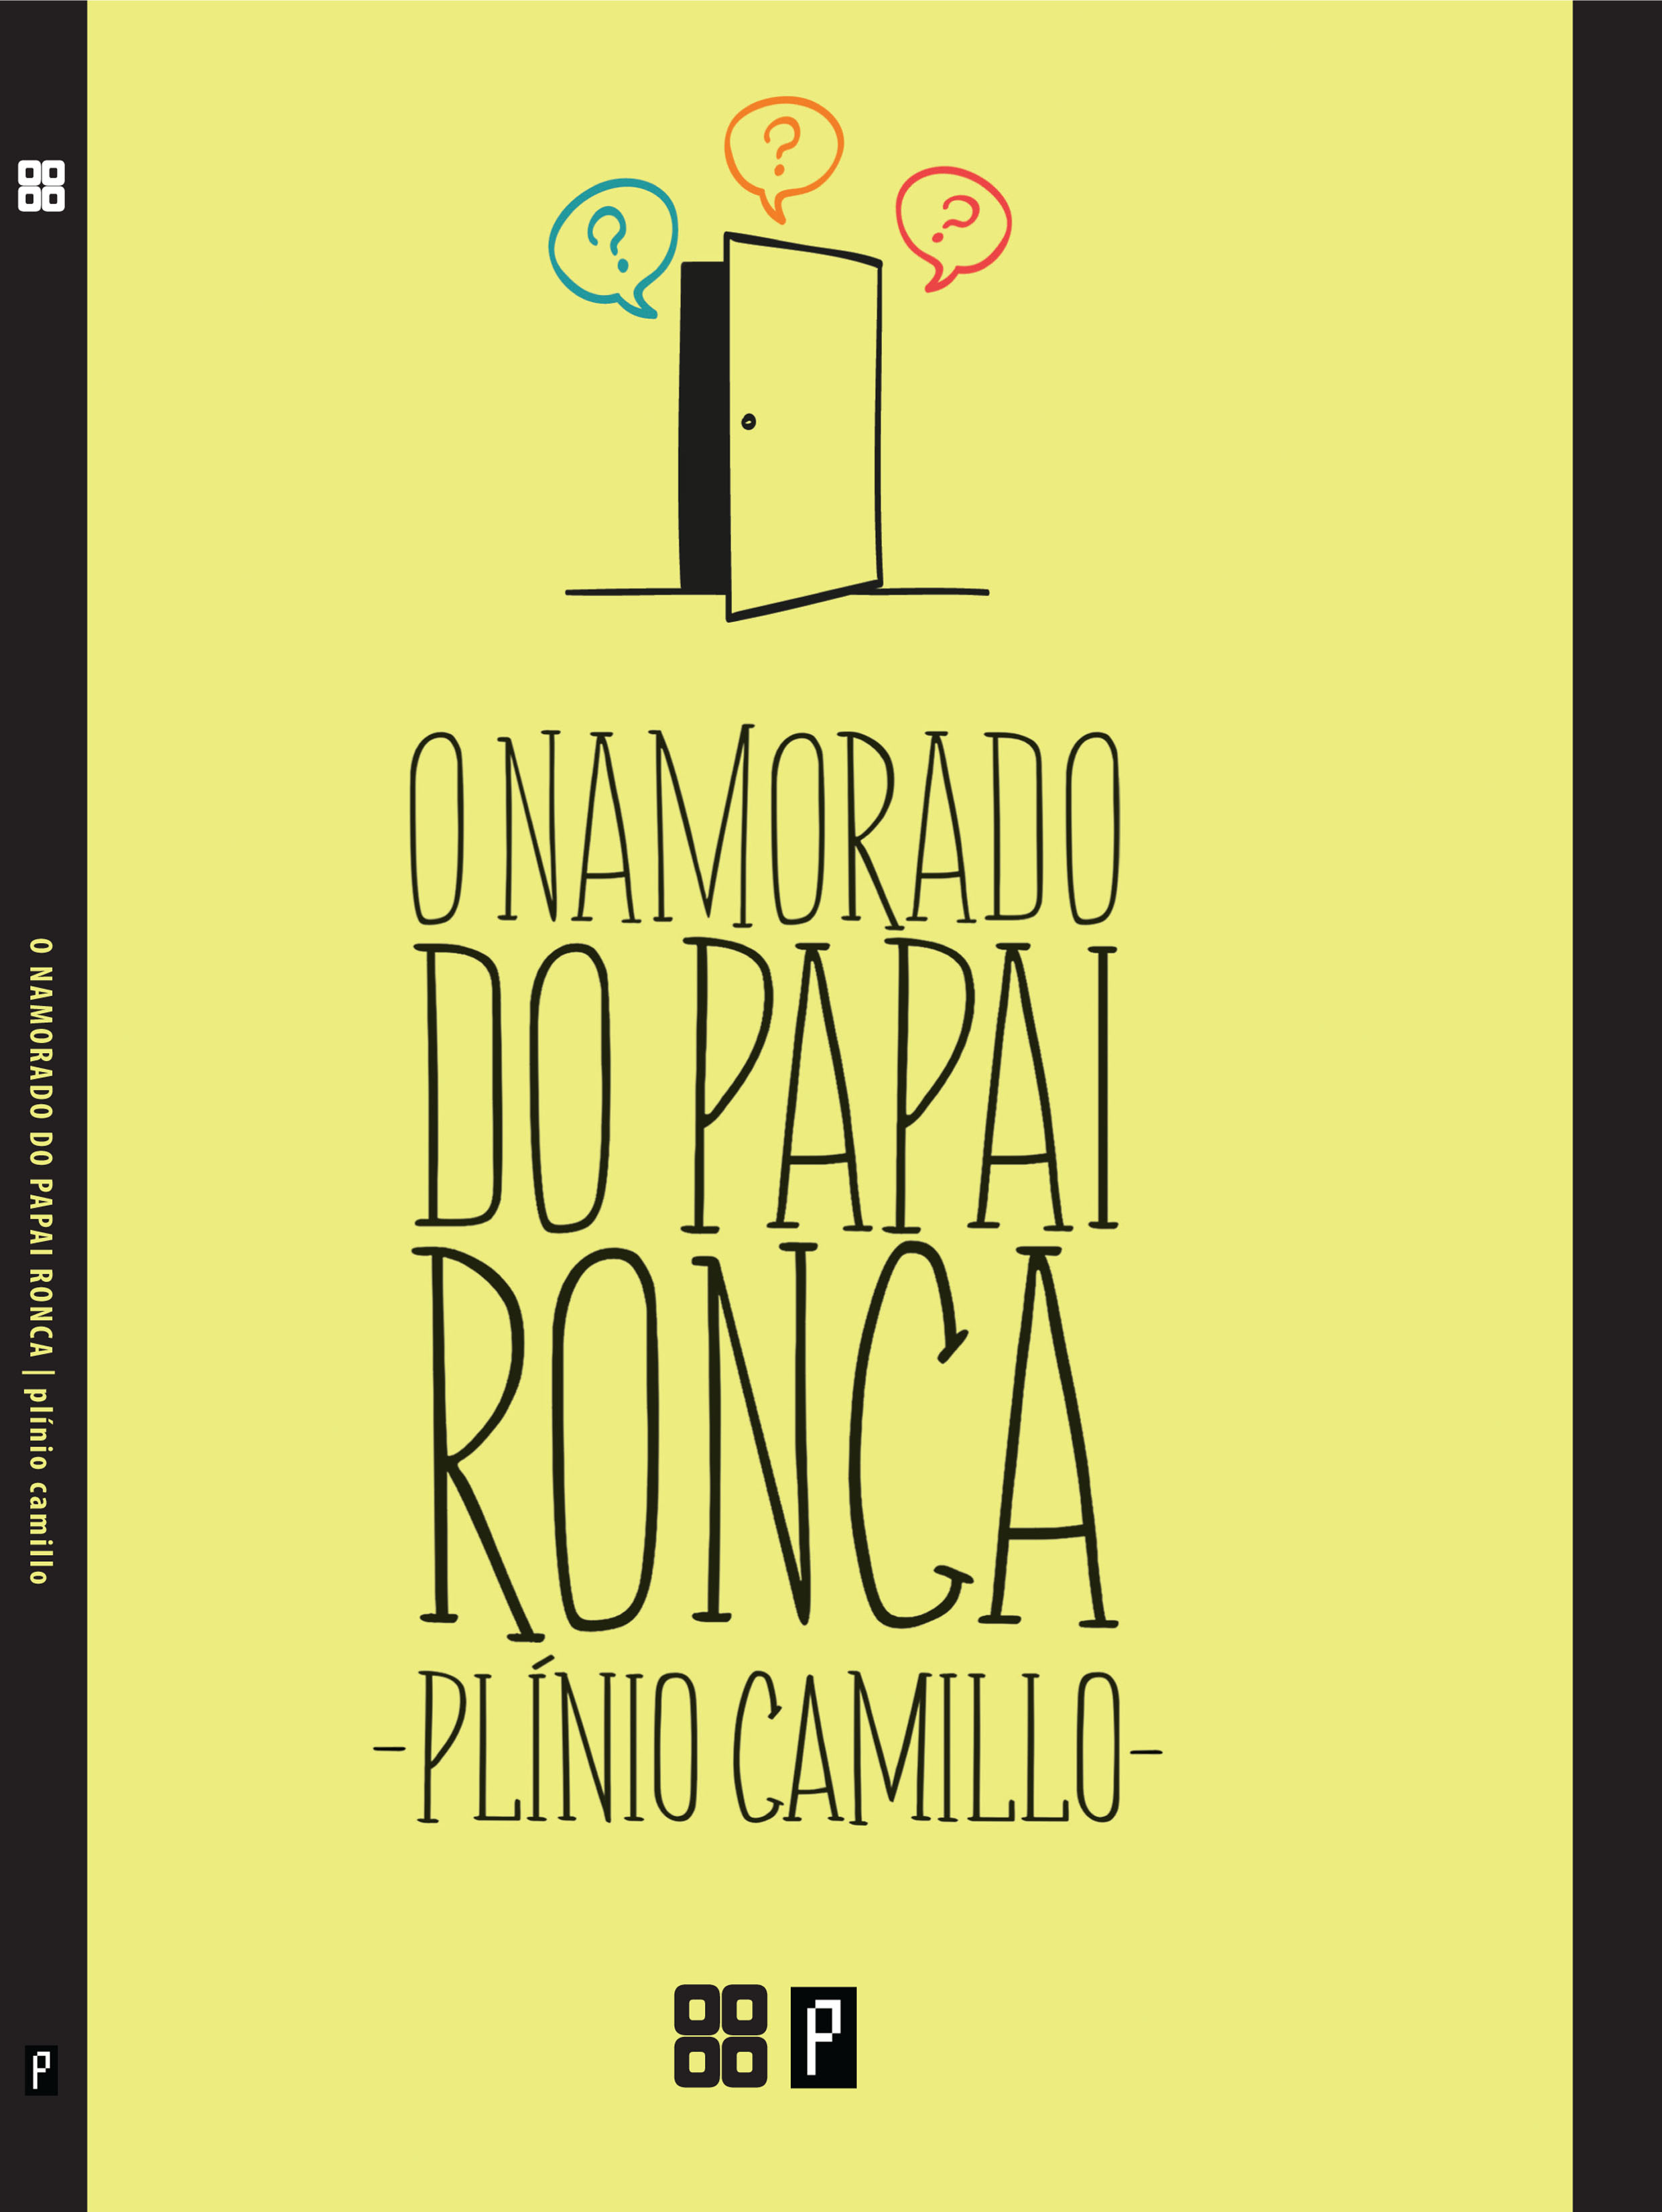 ?
?
?
O NAMORADO
DO PAPAI
RONCA
-PLÍNIO CAMILLO-
P
O NAMORADO DO PAPAI RONCA | plínio camillo
P